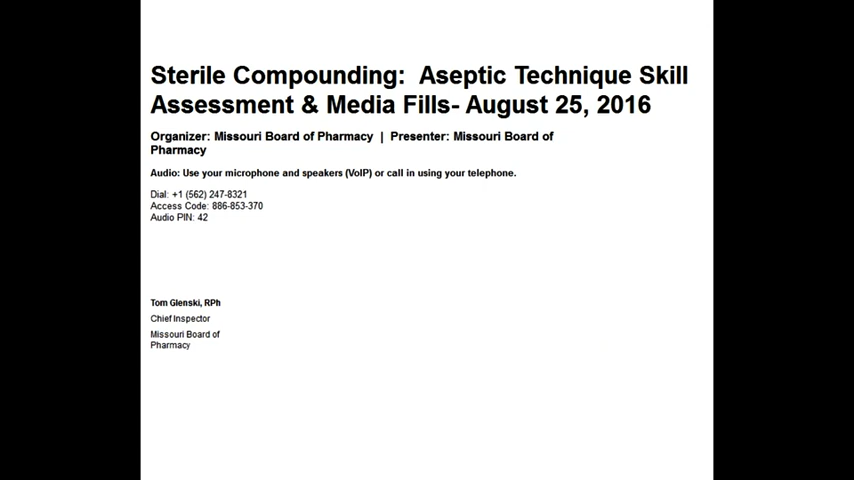 Sterile Compounding:  Aseptic Technique Skill
Assessment & Media Fills- August 25, 2016
Organizer: Missouri Board of Pharmacy  |  Presenter: Missouri Board of
Pharmacy
Audio: Use your microphone and speakers (VoIP) or call in using your telephone.
Dial: +1 (562) 247-8321
Access Code: 886-853-370
Audio PIN: 42
Tom Glenski, RPh
Chief Inspector
Missouri Board of
Pharmacy